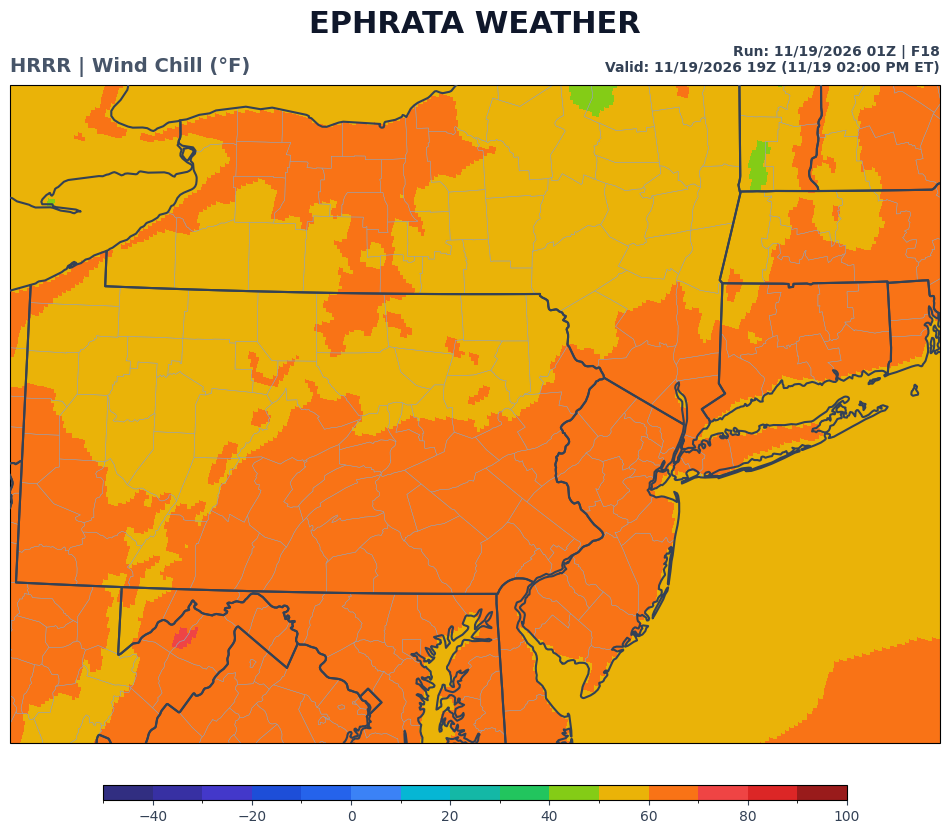 EPHRATA WEATHER
HRRR | Wind Chill (°F)
Run: 11/19/2026 01Z | F18
Valid: 11/19/2026 19Z (11/19 02:00 PM ET)
−40 −20 0 20 40 60 80 100